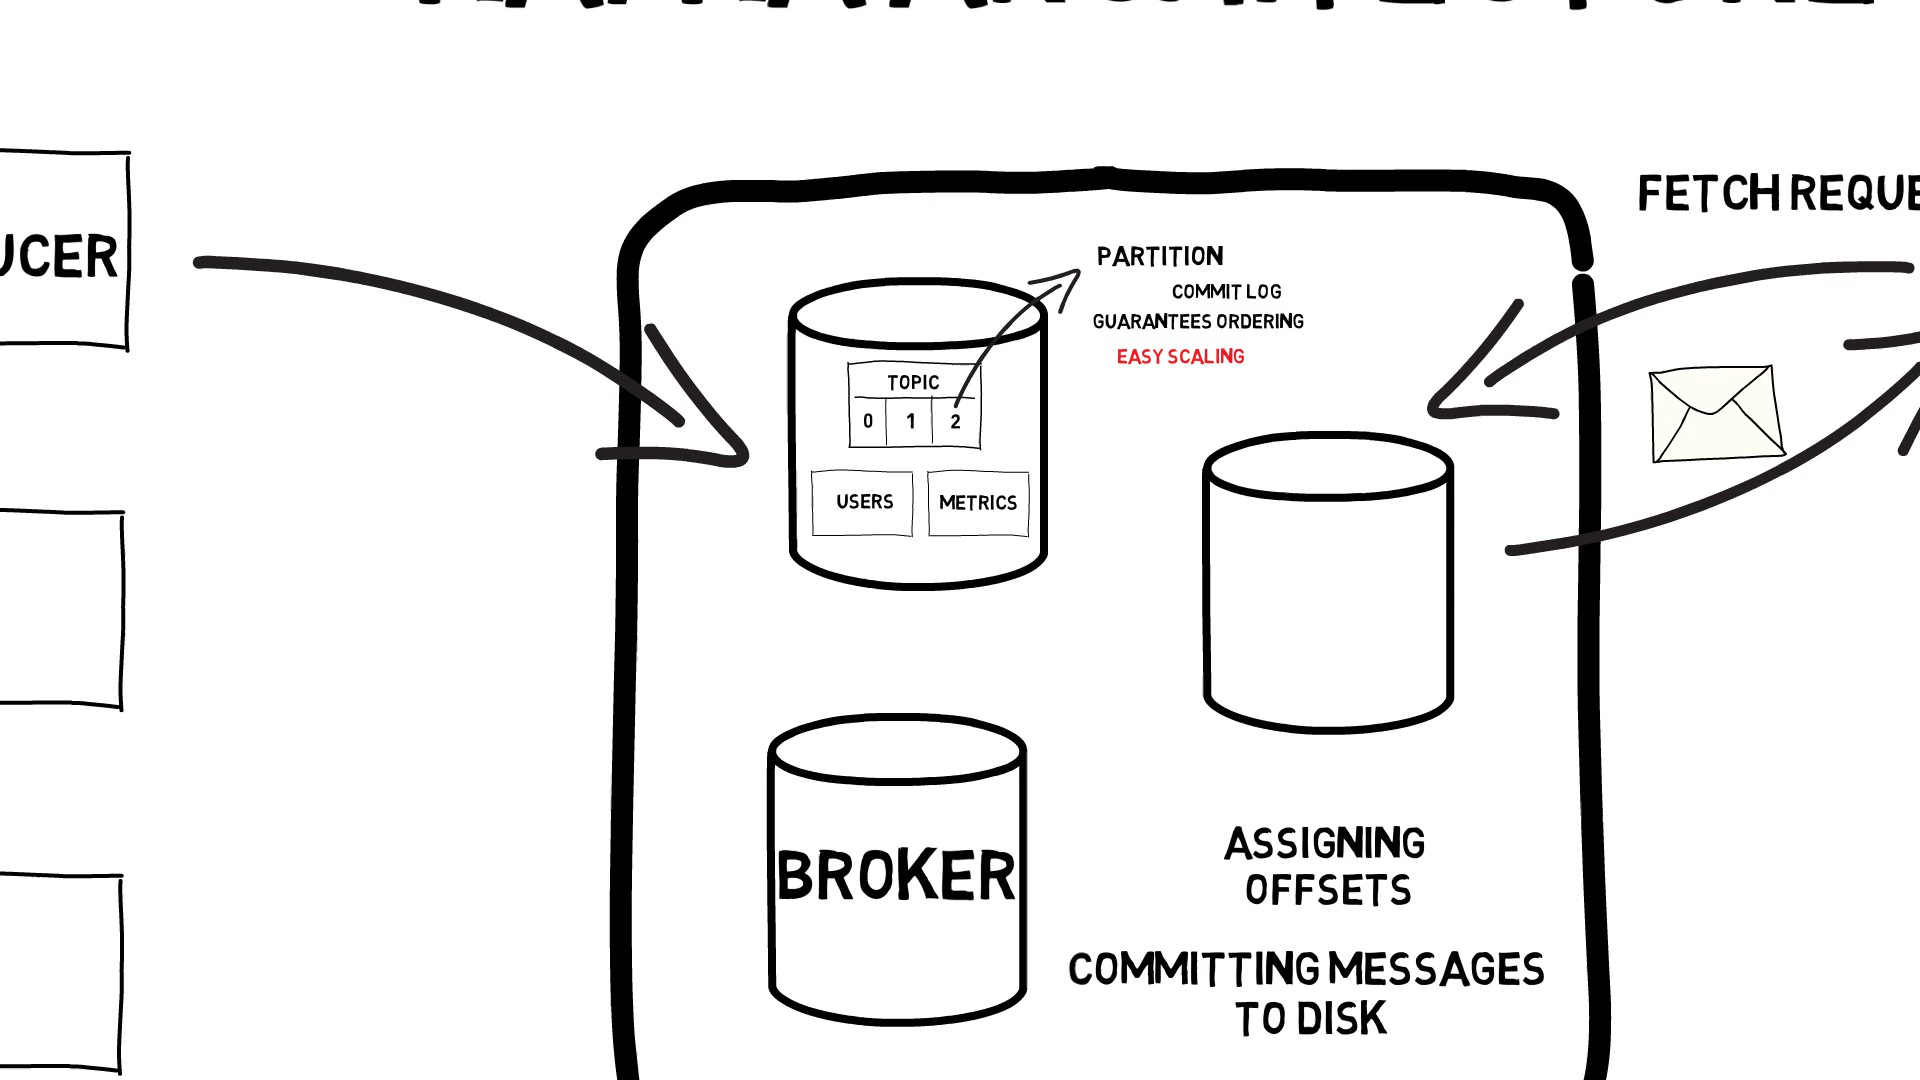 FETCH REQUE
PARTITION
COMMIT LOG
UCER
GUARANTEES ORDERING
EASY SCALING
TOPIC
0 1 2
USERS METRICS
ASSIGNING
OFFSETS
BROKER
COMMITTING MESSAGES
TO DISK